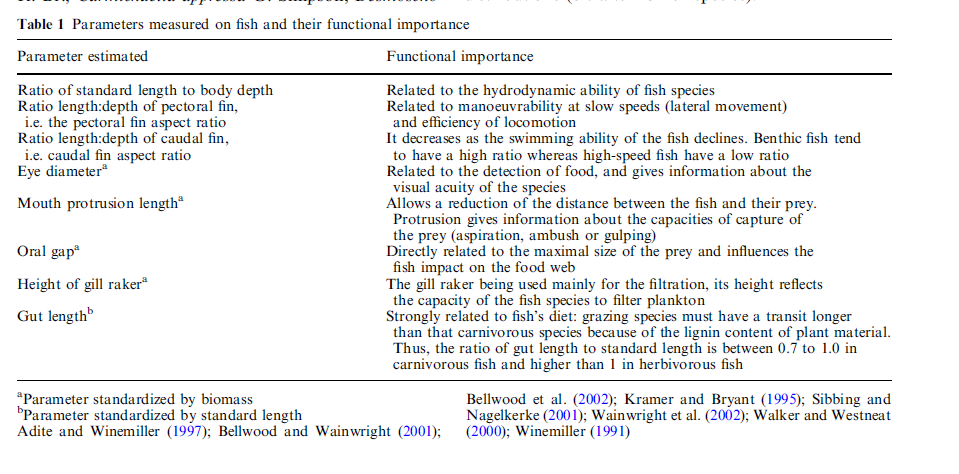 Table 1 Parameters measured on fish and their functional importance
Parameter estimated Functional importance
Ratio of standard length to body depth Related to the hydrodynamic ability of fish species
Ratio length:depth of pectoral fin, Related to manoeuvrability at slow speeds (lateral movement)
i.e. the pectoral fin aspect ratio and efficiency of locomotion
Ratio length:depth of caudal fin, It decreases as the swimming ability of the fish declines. Benthic fish tend
i.e. caudal fin aspect ratio to have a high ratio whereas high-speed fish have a low ratio
Eye diameterᵃ Related to the detection of food, and gives information about the
visual acuity of the species
Mouth protrusion lengthᵃ Allows a reduction of the distance between the fish and their prey.
Protrusion gives information about the capacities of capture of
the prey (aspiration, ambush or gulping)
Oral gapᵃ Directly related to the maximal size of the prey and influences the
fish impact on the food web
Height of gill rakerᵃ The gill raker being used mainly for the filtration, its height reflects
the capacity of the fish species to filter plankton
Gut lengthᵇ Strongly related to fish's diet: grazing species must have a transit longer
than that carnivorous species because of the lignin content of plant material.
Thus, the ratio of gut length to standard length is between 0.7 to 1.0 in
carnivorous fish and higher than 1 in herbivorous fish
ᵃParameter standardized by biomass
ᵇParameter standardized by standard length
Adite and Winemiller (1997); Bellwood and Wainwright (2001);
Bellwood et al. (2002); Kramer and Bryant (1995); Sibbing and
Nagelkerke (2001); Wainwright et al. (2002); Walker and Westneat
(2000); Winemiller (1991)